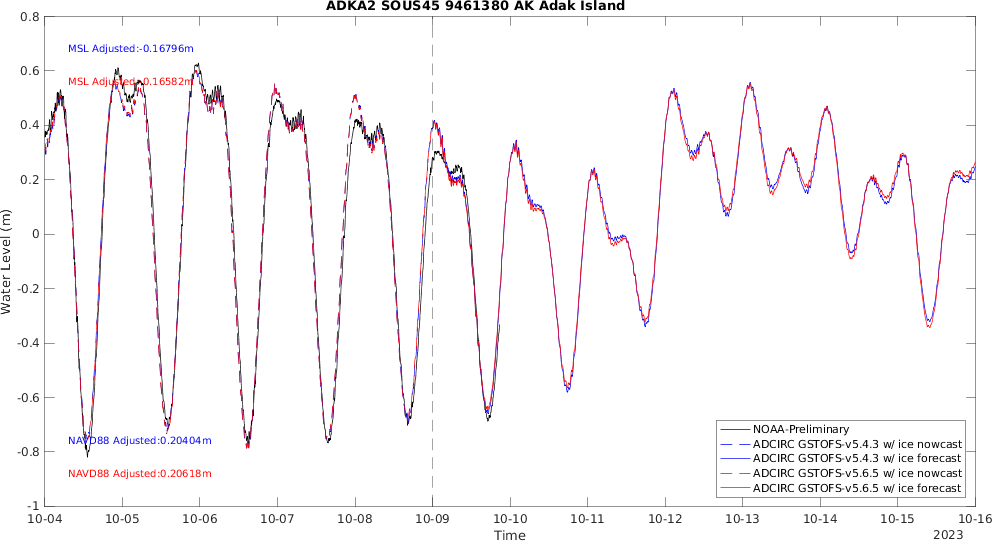 ADKA2 SOUS45 9461380 AK Adak Island
0.8
0.6
0.4
0.2
0
-0.2
-0.4
-0.6
-0.8
-1
Water Level (m)
MSL Adjusted:-0.16796m
MSL Adjusted:-0.16582m
NAVD88 Adjusted:0.20404m
NAVD88 Adjusted:0.20618m
NOAA-Preliminary
ADCIRC GSTOFS-v5.4.3 w/ ice nowcast
ADCIRC GSTOFS-v5.4.3 w/ ice forecast
ADCIRC GSTOFS-v5.6.5 w/ ice nowcast
ADCIRC GSTOFS-v5.6.5 w/ ice forecast
10-04 10-05 10-06 10-07 10-08 10-09 10-10 10-11 10-12 10-13 10-14 10-15 10-16
Time
2023